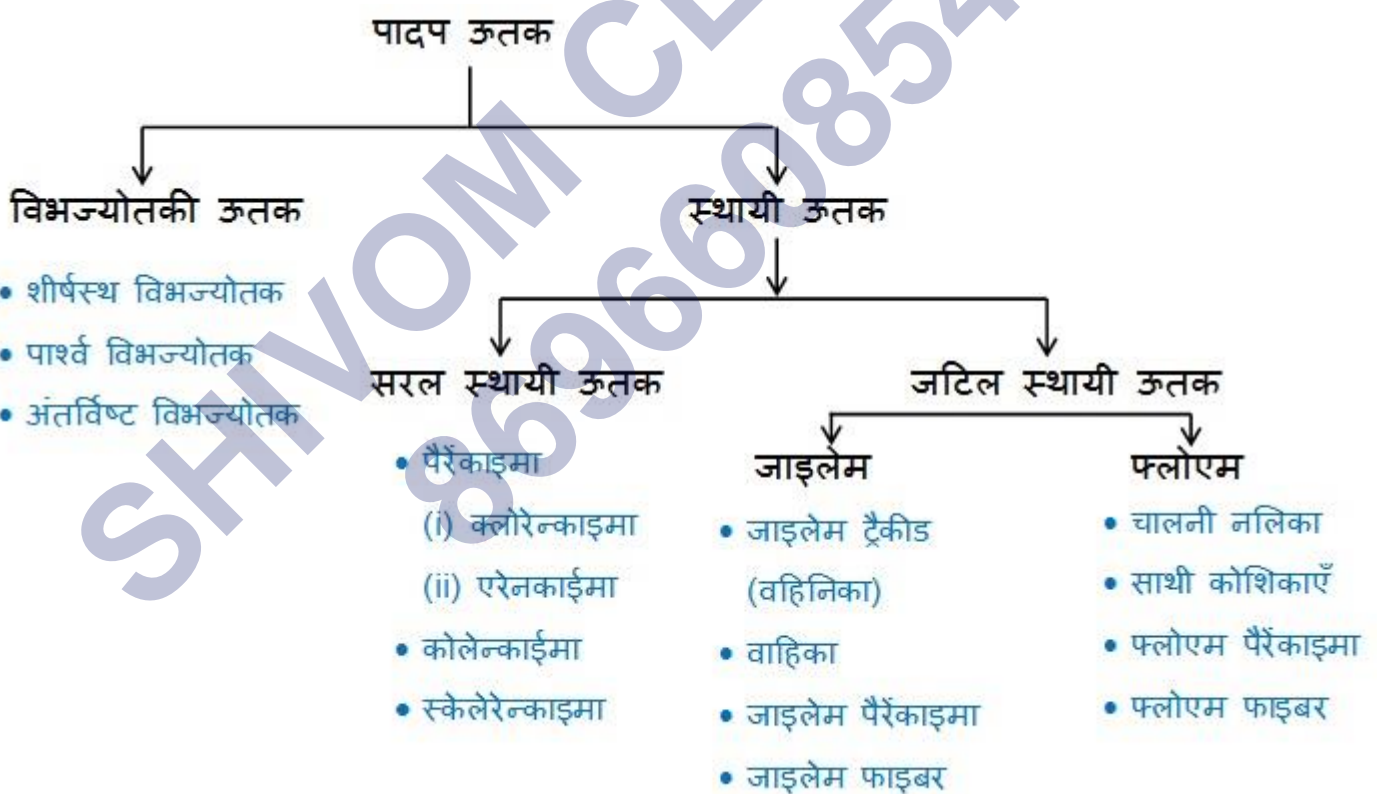 पादप ऊतक
विभज्योतकी ऊतक
• शीर्षस्थ विभज्योतक
• पार्श्व विभज्योतक
• अंतर्विष्ट विभज्योतक
स्थायी ऊतक
सरल स्थायी ऊतक
• पैरेंकाइमा
(i) क्लोरेन्काइमा
(ii) एरेनकाईमा
• कोलेन्काईमा
• स्केलेरेन्काइमा
जटिल स्थायी ऊतक
जाइलेम
• जाइलेम ट्रैकीड
(वहिनिका)
• वाहिका
• जाइलेम पैरेंकाइमा
• जाइलेम फाइबर
फ्लोएम
• चालनी नलिका
• साथी कोशिकाएँ
• फ्लोएम पैरेंकाइमा
• फ्लोएम फाइबर
SHIVOM